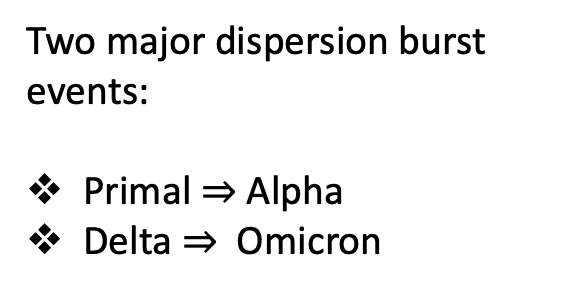 Two major dispersion burst
events:
❖ Primal ⇒ Alpha
❖ Delta ⇒ Omicron